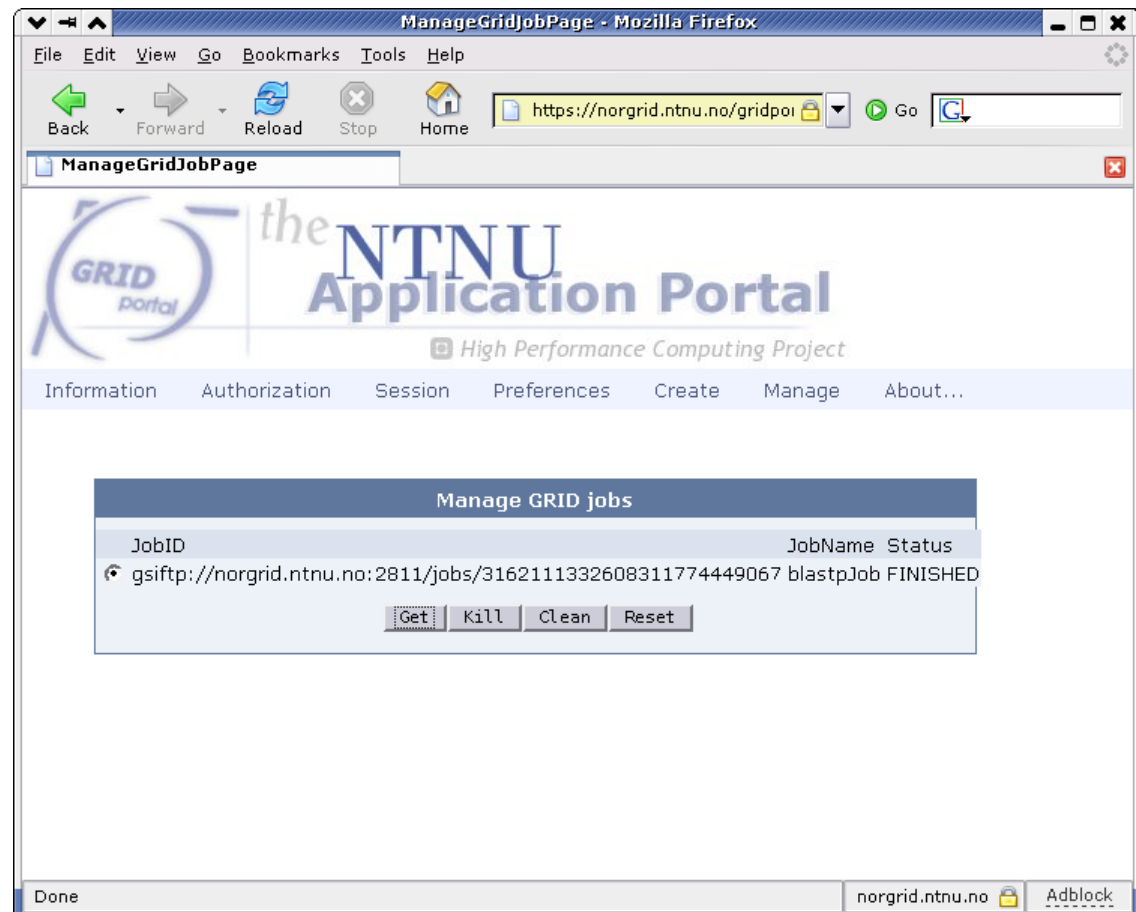 ManageGridJobPage - Mozilla Firefox
File Edit View Go Bookmarks Tools Help
Back Forward Reload Stop Home https://norgrid.ntnu.no/gridpor Go G
ManageGridJobPage
GRID portal
the NTNU
Application Portal
High Performance Computing Project
Information Authorization Session Preferences Create Manage About...
Manage GRID jobs
JobID JobName Status
gsiftp://norgrid.ntnu.no:2811/jobs/3162111332608311774449067 blastpJob FINISHED
Get Kill Clean Reset
Done norgrid.ntnu.no Adblock